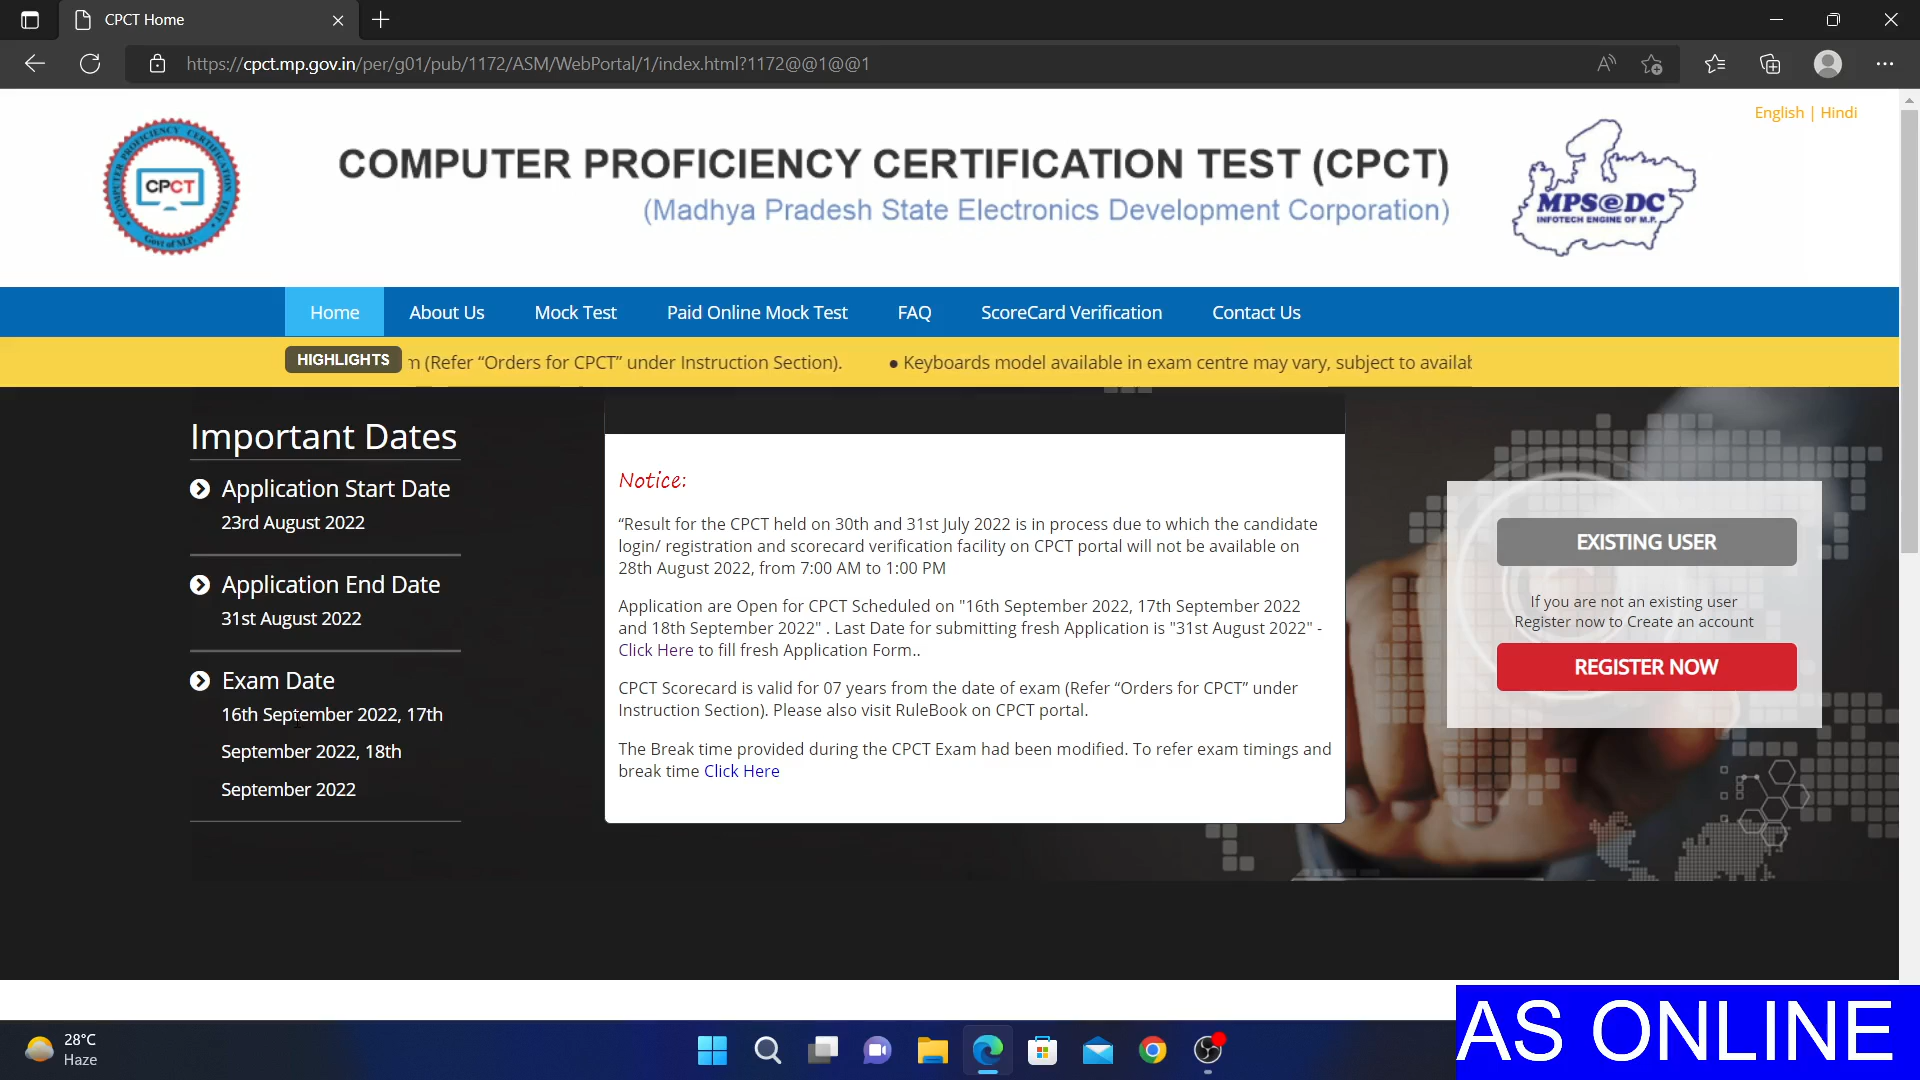 CPCT Home
https://cpct.mp.gov.in/per/g01/pub/1172/ASM/WebPortal/1/index.html?1172@@1@@1
English | Hindi
COMPUTER PROFICIENCY CERTIFICATION TEST
CPCT
Govt of M.P.
COMPUTER PROFICIENCY CERTIFICATION TEST (CPCT)
(Madhya Pradesh State Electronics Development Corporation)
MPS@DC
INFOTECH ENGINE OF M.P.
Home About Us Mock Test Paid Online Mock Test FAQ ScoreCard Verification Contact Us
HIGHLIGHTS (Refer “Orders for CPCT” under Instruction Section). ● Keyboards model available in exam centre may vary, subject to
Important Dates
Application Start Date
23rd August 2022
Application End Date
31st August 2022
Exam Date
16th September 2022, 17th
September 2022, 18th
September 2022
Notice:
“Result for the CPCT held on 30th and 31st July 2022 is in process due to which the candidate
login/ registration and scorecard verification facility on CPCT portal will not be available on
28th August 2022, from 7:00 AM to 1:00 PM
Application are Open for CPCT Scheduled on "16th September 2022, 17th September 2022
and 18th September 2022" . Last Date for submitting fresh Application is "31st August 2022" -
Click Here to fill fresh Application Form..
CPCT Scorecard is valid for 07 years from the date of exam (Refer “Orders for CPCT” under
Instruction Section). Please also visit RuleBook on CPCT portal.
The Break time provided during the CPCT Exam had been modified. To refer exam timings and
break time Click Here
EXISTING USER
If you are not an existing user
Register now to Create an account
REGISTER NOW
28°C
Haze
AS ONLINE